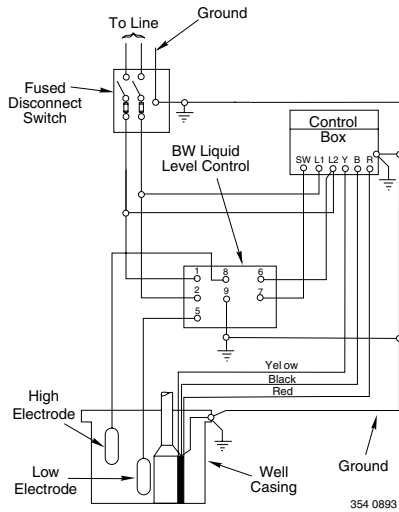 To Line
Ground
Fused
Disconnect
Switch
BW Liquid
Level Control
Control
Box
SW L1 L2 Y B R
1 8 6
2 9 7
5
Yel ow
Black
Red
High
Electrode
Low
Electrode
Well
Casing
Ground
354 0893